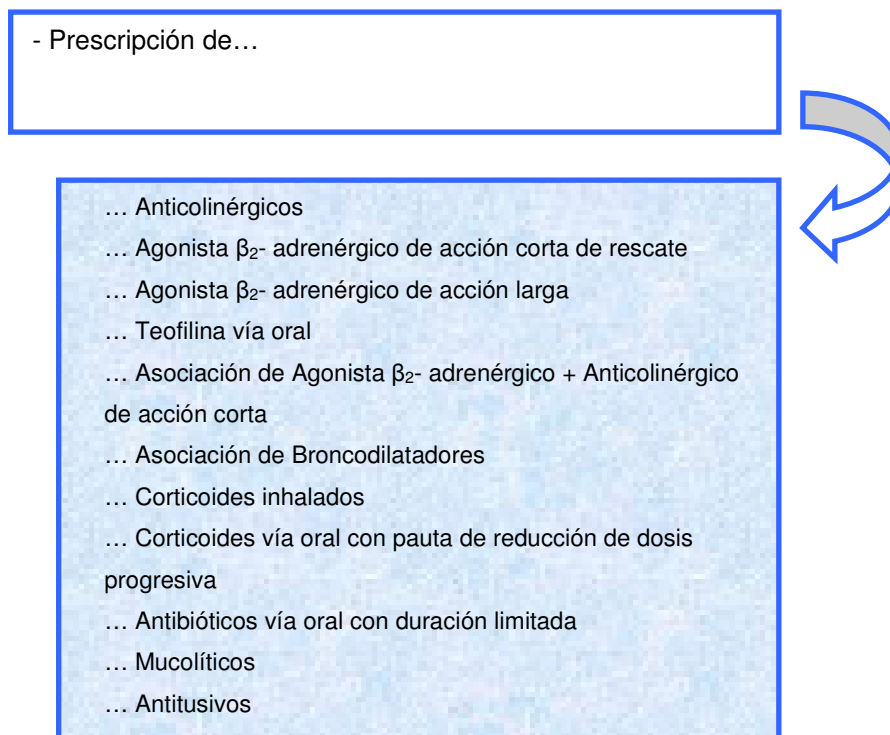 - Prescripción de…
… Anticolinérgicos
… Agonista β₂- adrenérgico de acción corta de rescate
… Agonista β₂- adrenérgico de acción larga
… Teofilina vía oral
… Asociación de Agonista β₂- adrenérgico + Anticolinérgico
de acción corta
… Asociación de Broncodilatadores
… Corticoides inhalados
… Corticoides vía oral con pauta de reducción de dosis
progresiva
… Antibióticos vía oral con duración limitada
… Mucolíticos
… Antitusivos